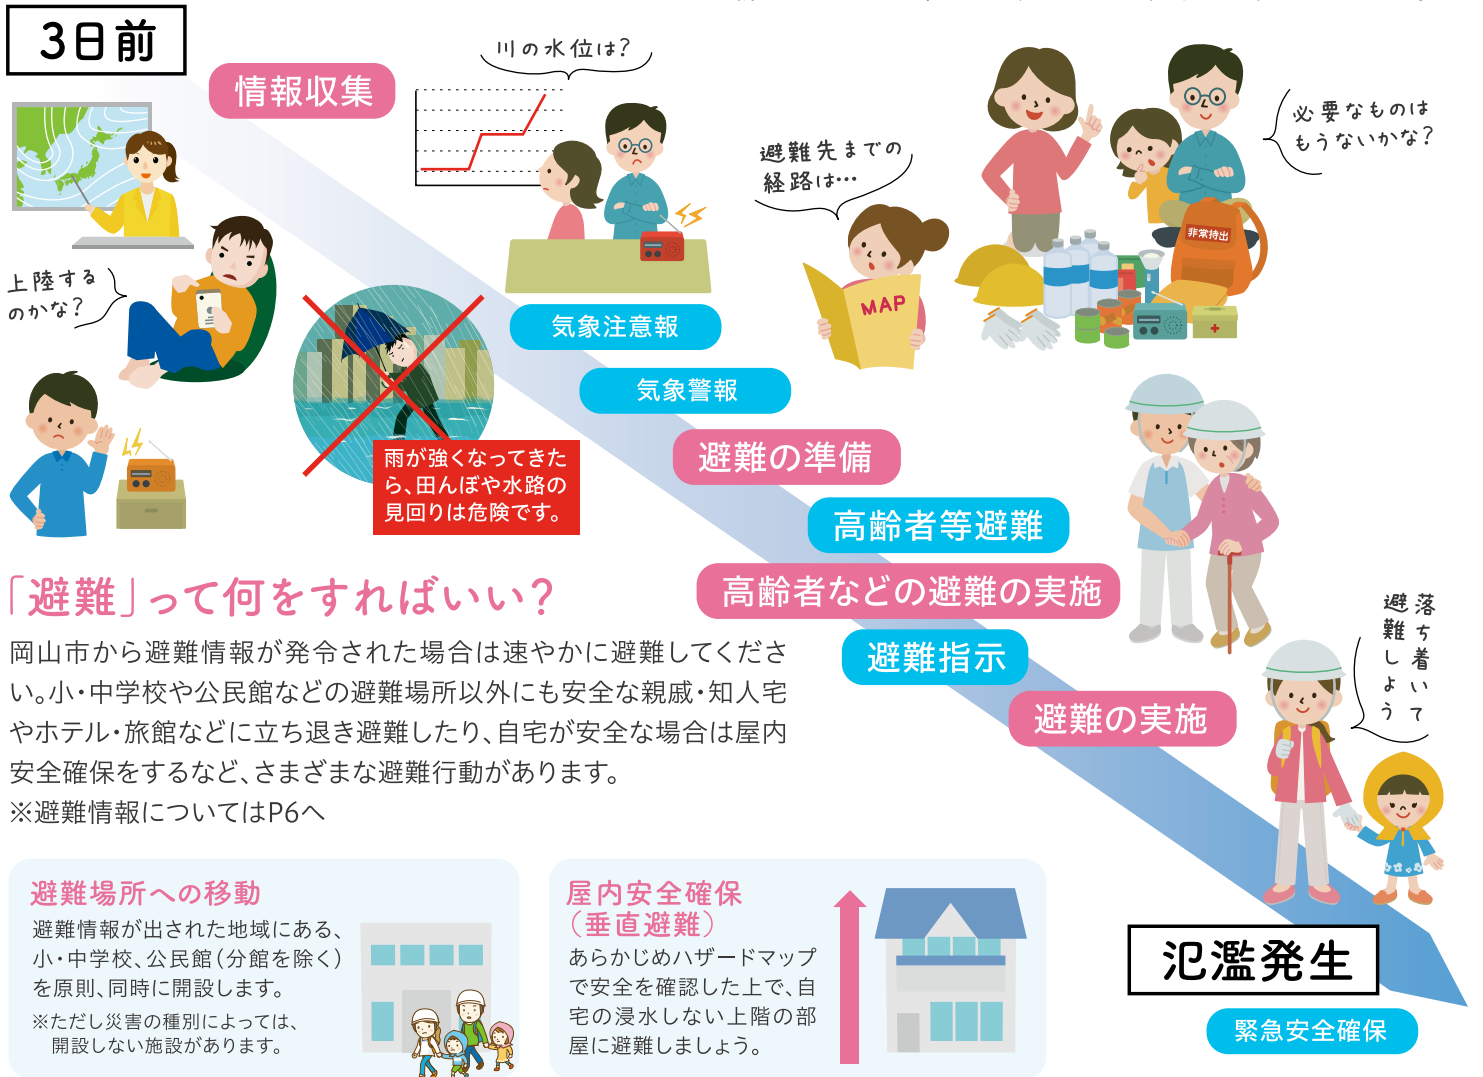 3日前
情報収集
川の水位は？
必要なものは
もうないかな？
避難先までの
経路は…
非常持出
MAP
上陸する
のかな？
気象注意報
気象警報
雨が強くなってきた
ら、田んぼや水路の
見回りは危険です。
避難の準備
高齢者等避難
高齢者などの避難の実施
避難指示
避難の実施
落ち着いて
避難しよう
氾濫発生
緊急安全確保
「避難」って何をすればいい？
岡山市から避難情報が発令された場合は速やかに避難してくださ
い。小・中学校や公民館などの避難場所以外にも安全な親戚・知人宅
やホテル・旅館などに立ち退き避難したり、自宅が安全な場合は屋内
安全確保をするなど、さまざまな避難行動があります。
※避難情報についてはP6へ
避難場所への移動
避難情報が出された地域にある、
小・中学校、公民館（分館を除く）
を原則、同時に開設します。
※ただし災害の種別によっては、
開設しない施設があります。
屋内安全確保
（垂直避難）
あらかじめハザードマップ
で安全を確認した上で、自
宅の浸水しない上階の部
屋に避難しましょう。